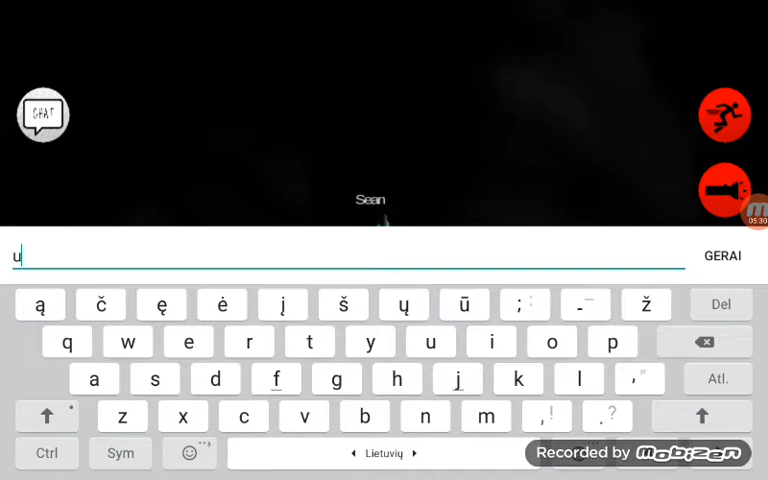 CHAT
Sean
05:30
u
GERAI
ą č ę ė į š ų ū ; : - _ ž Del
q w e r t y u i o p
a s d f g h j k l , " Atl.
z x c v b n m , ! . ?
Ctrl Sym Lietuvių Recorded by mobizen